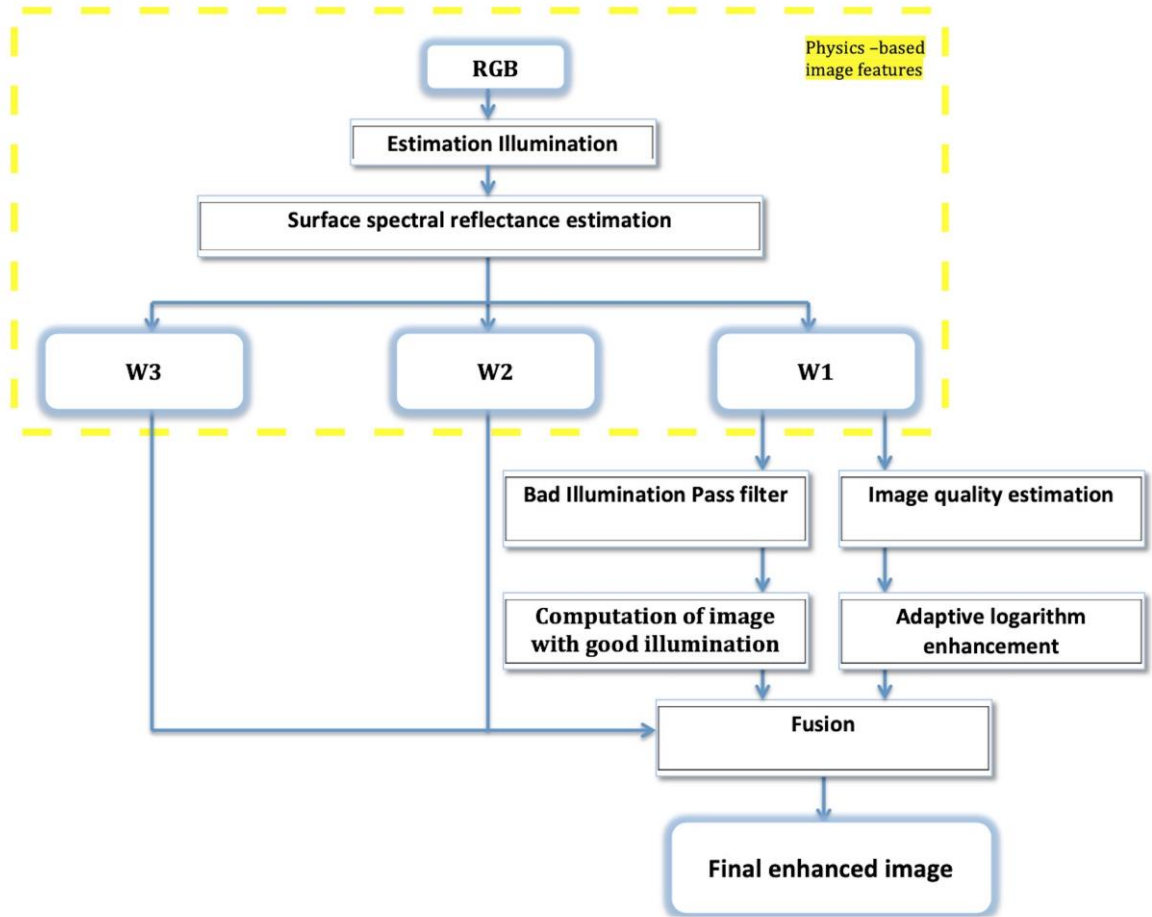 Physics –based
image features
RGB
Estimation Illumination
Surface spectral reflectance estimation
W3
W2
W1
Bad Illumination Pass filter
Image quality estimation
Computation of image
with good illumination
Adaptive logarithm
enhancement
Fusion
Final enhanced image